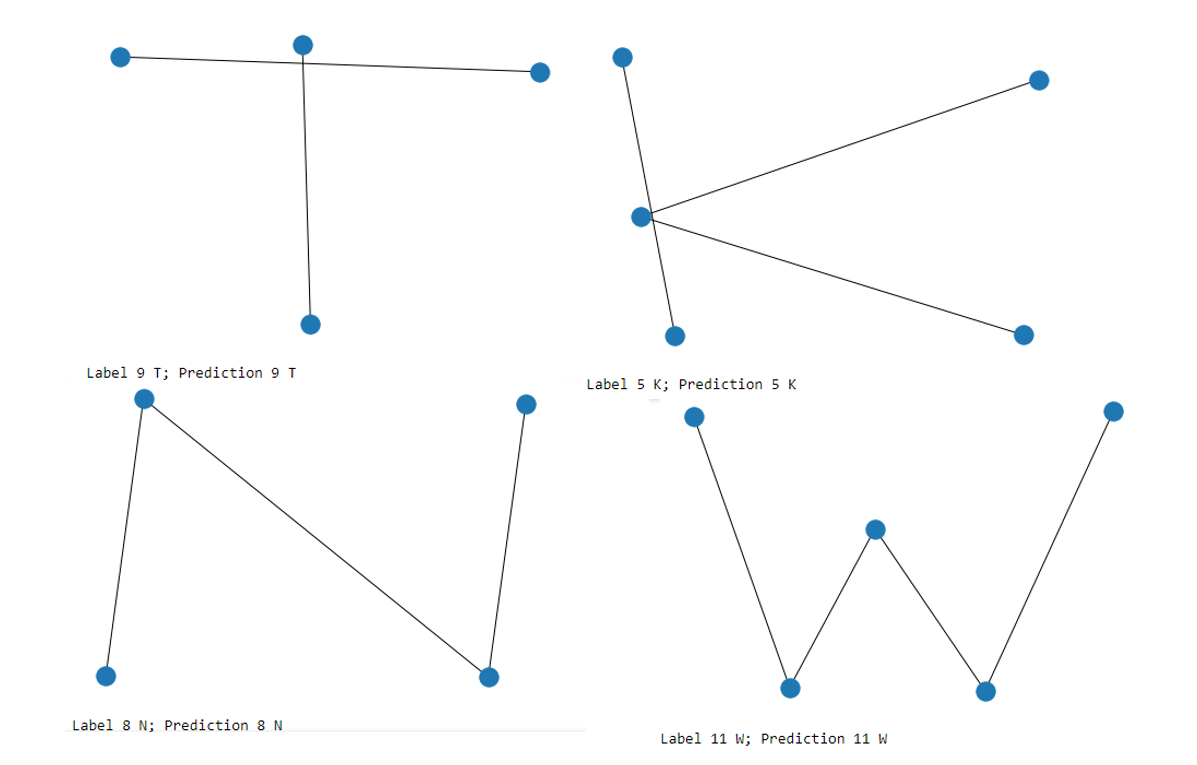 Label 9 T; Prediction 9 T
Label 5 K; Prediction 5 K
Label 8 N; Prediction 8 N
Label 11 W; Prediction 11 W